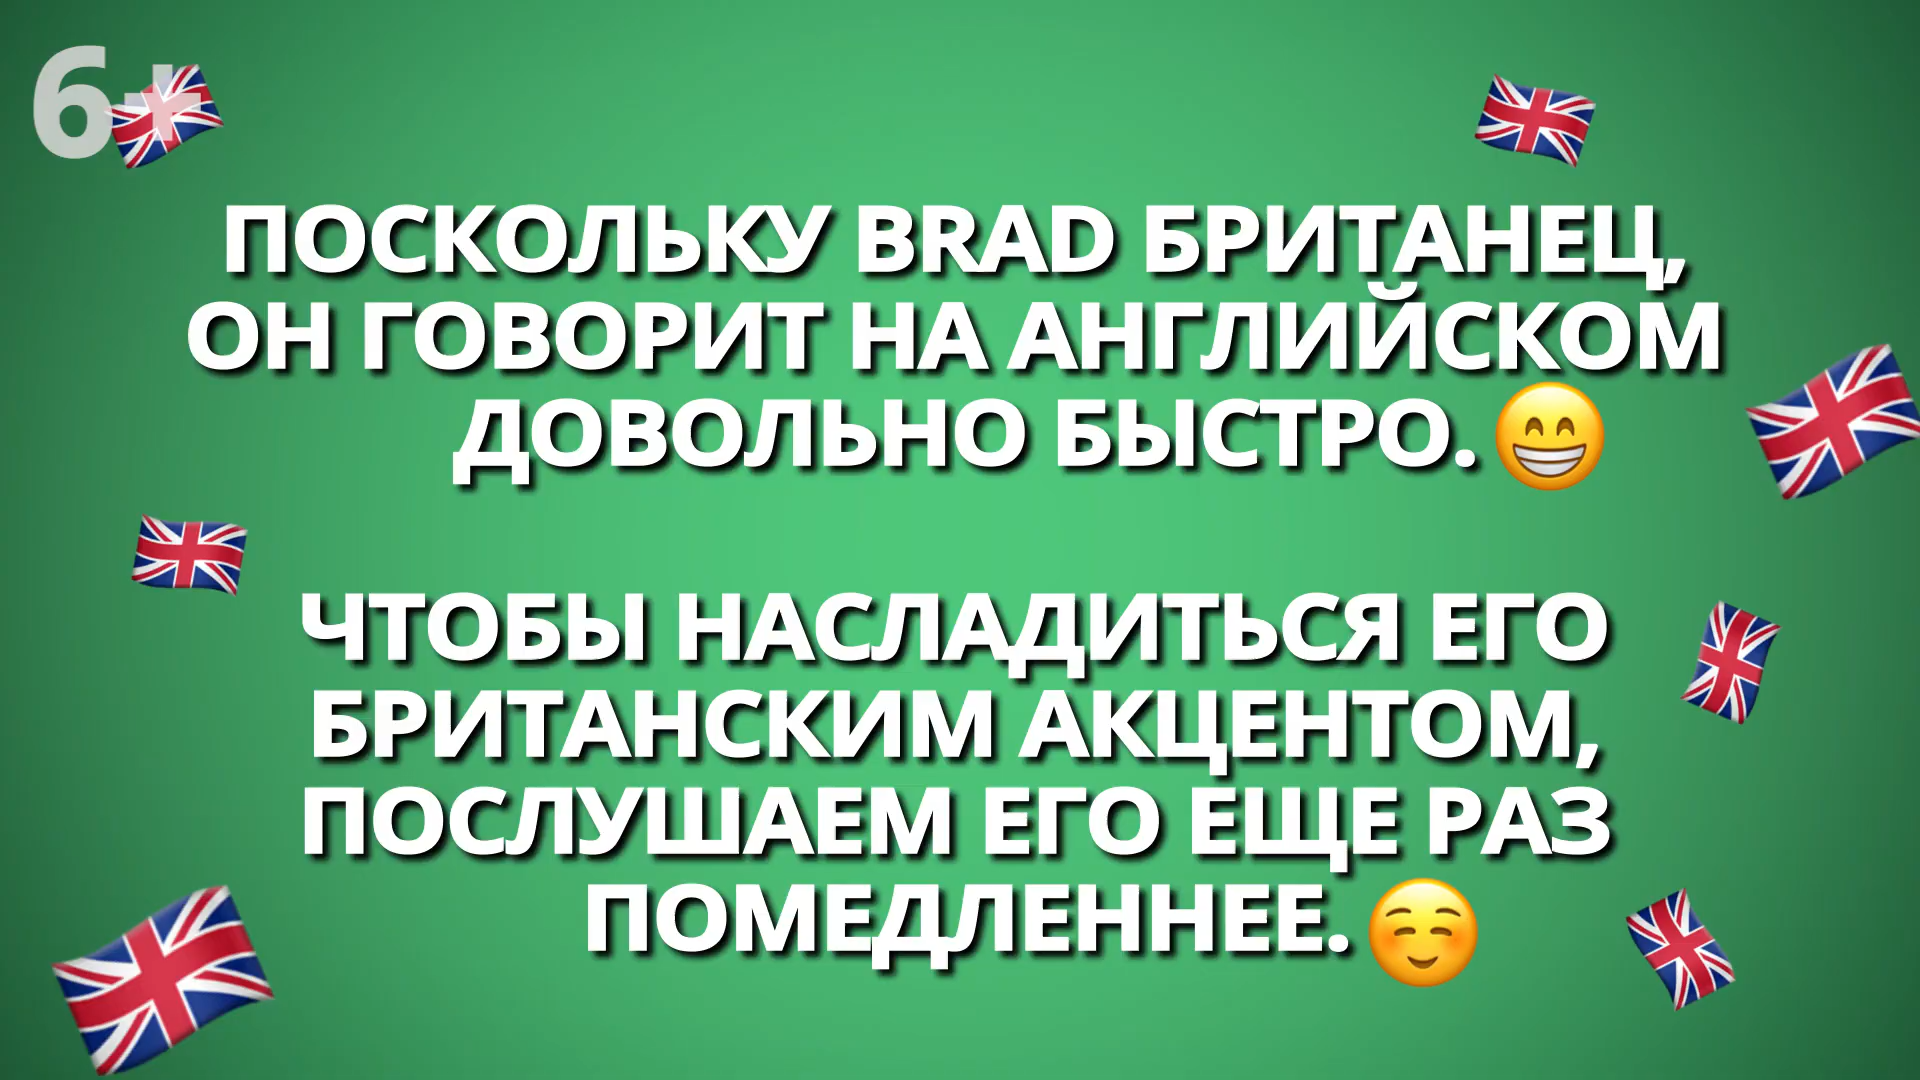 6+
ПОСКОЛЬКУ BRAD БРИТАНЕЦ,
ОН ГОВОРИТ НА АНГЛИЙСКОМ
ДОВОЛЬНО БЫСТРО. 😁
ЧТОБЫ НАСЛАДИТЬСЯ ЕГО
БРИТАНСКИМ АКЦЕНТОМ,
ПОСЛУШАЕМ ЕГО ЕЩЕ РАЗ
ПОМЕДЛЕННЕЕ. ☺️